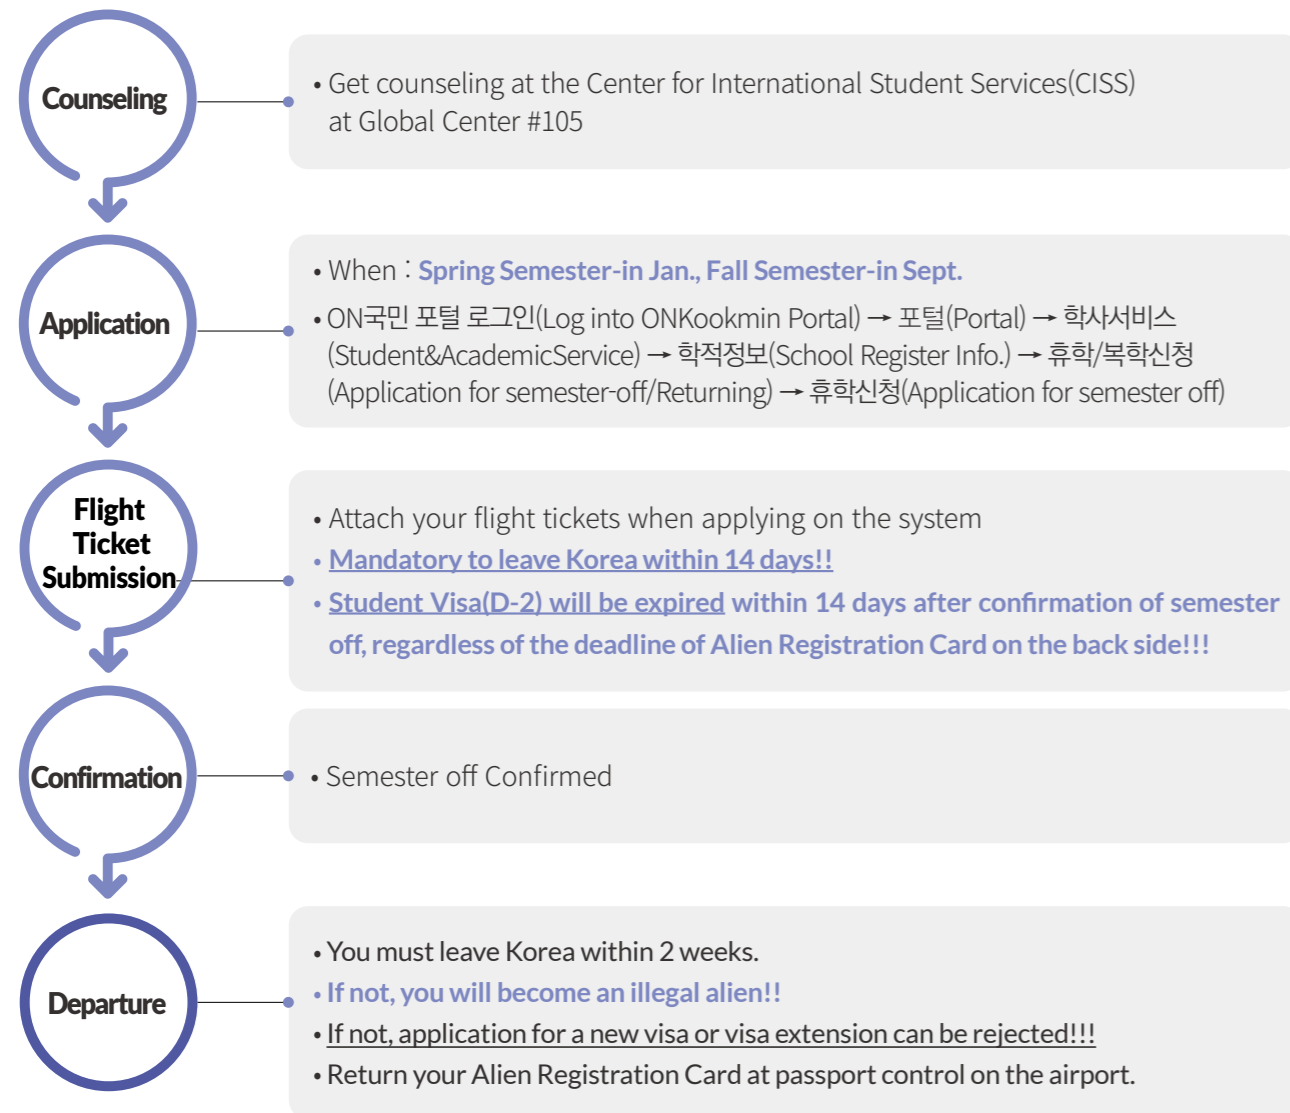 Counseling
• Get counseling at the Center for International Student Services(CISS)
at Global Center #105
Application
• When : Spring Semester-in Jan., Fall Semester-in Sept.
• ON국민 포털 로그인(Log into ONKookmin Portal) → 포털(Portal) → 학사서비스
(Student&AcademicService) → 학적정보(School Register Info.) → 휴학/복학신청
(Application for semester-off/Returning) → 휴학신청(Application for semester off)
Flight
Ticket
Submission
• Attach your flight tickets when applying on the system
• Mandatory to leave Korea within 14 days!!
• Student Visa(D-2) will be expired within 14 days after confirmation of semester
off, regardless of the deadline of Alien Registration Card on the back side!!!
Confirmation
• Semester off Confirmed
Departure
• You must leave Korea within 2 weeks.
• If not, you will become an illegal alien!!
• If not, application for a new visa or visa extension can be rejected!!!
• Return your Alien Registration Card at passport control on the airport.